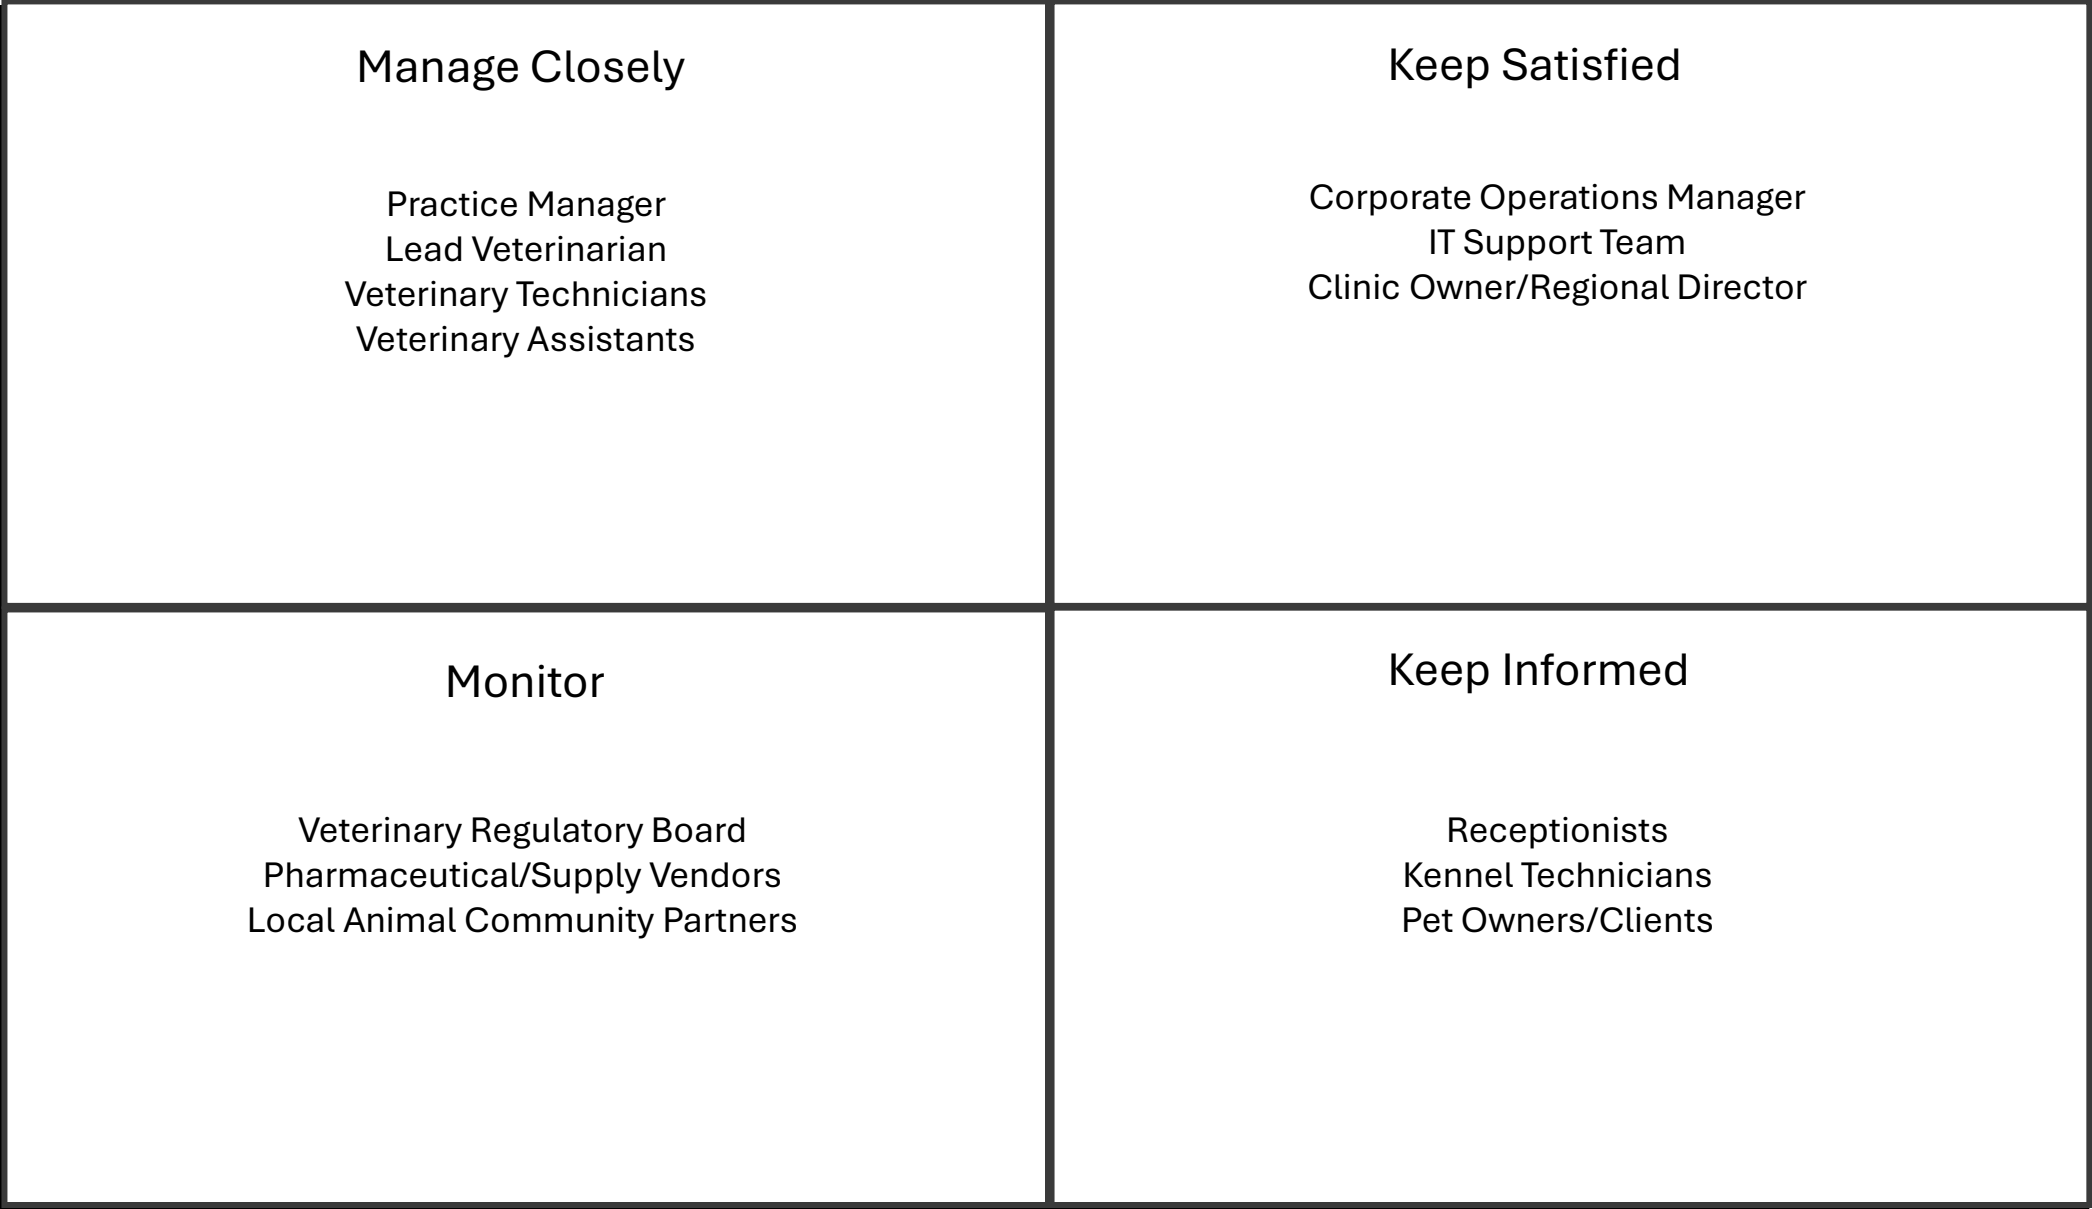 Manage Closely
Practice Manager
Lead Veterinarian
Veterinary Technicians
Veterinary Assistants
Keep Satisfied
Corporate Operations Manager
IT Support Team
Clinic Owner/Regional Director
Monitor
Veterinary Regulatory Board
Pharmaceutical/Supply Vendors
Local Animal Community Partners
Keep Informed
Receptionists
Kennel Technicians
Pet Owners/Clients